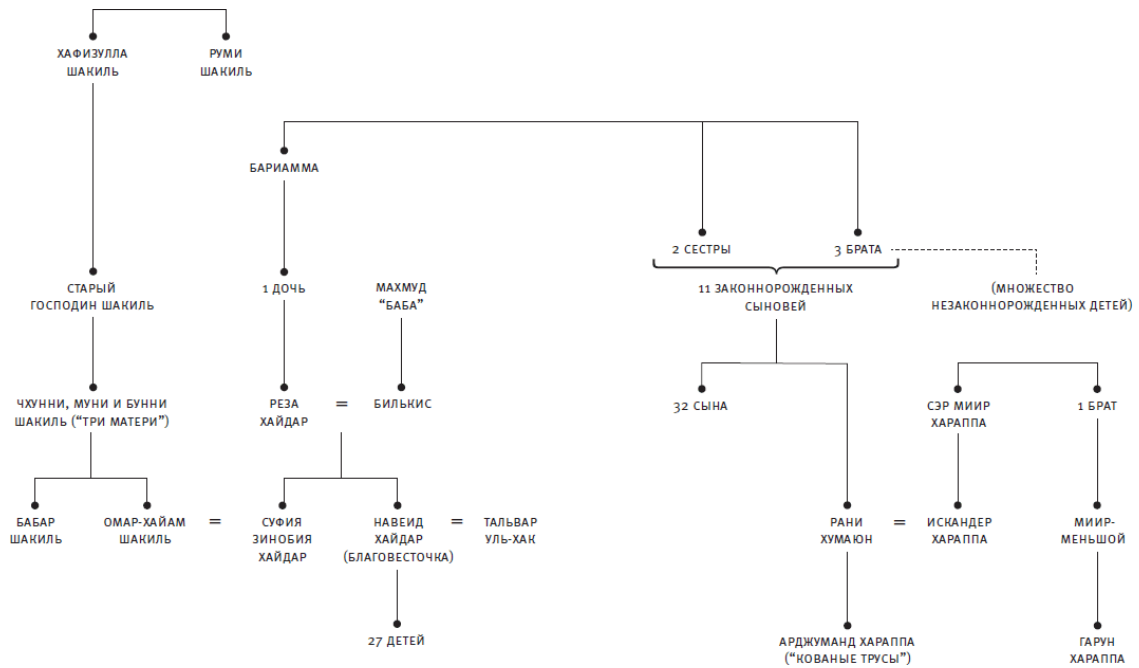 ХАФИЗУЛЛА
ШАКИЛЬ
РУМИ
ШАКИЛЬ
БАРИАММА
2 СЕСТРЫ
3 БРАТА
СТАРЫЙ
ГОСПОДИН ШАКИЛЬ
1 ДОЧЬ
МАХМУД
“БАБА”
11 ЗАКОННОРОЖДЕННЫХ
СЫНОВЕЙ
(МНОЖЕСТВО
НЕЗАКОННОРОЖДЕННЫХ ДЕТЕЙ)
ЧХУННИ, МУНИ И БУННИ
ШАКИЛЬ (“ТРИ МАТЕРИ”)
РЕЗА
ХАЙДАР
=
БИЛЬКИС
32 СЫНА
СЭР МИИР
ХАРАППА
1 БРАТ
БАБАР
ШАКИЛЬ
ОМАР-ХАЙАМ
ШАКИЛЬ
=
СУФИЯ
ЗИНОБИЯ
ХАЙДАР
НАВЕИД
ХАЙДАР
(БЛАГОВЕСТОЧКА)
=
ТАЛЬВАР
УЛЬ-ХАК
РАНИ
ХУМАЮН
=
ИСКАНДЕР
ХАРАППА
МИИР-
МЕНЬШОЙ
27 ДЕТЕЙ
АРДЖУМАНД ХАРАППА
(“КОВАНЫЕ ТРУСЫ”)
ГАРУН
ХАРАППА